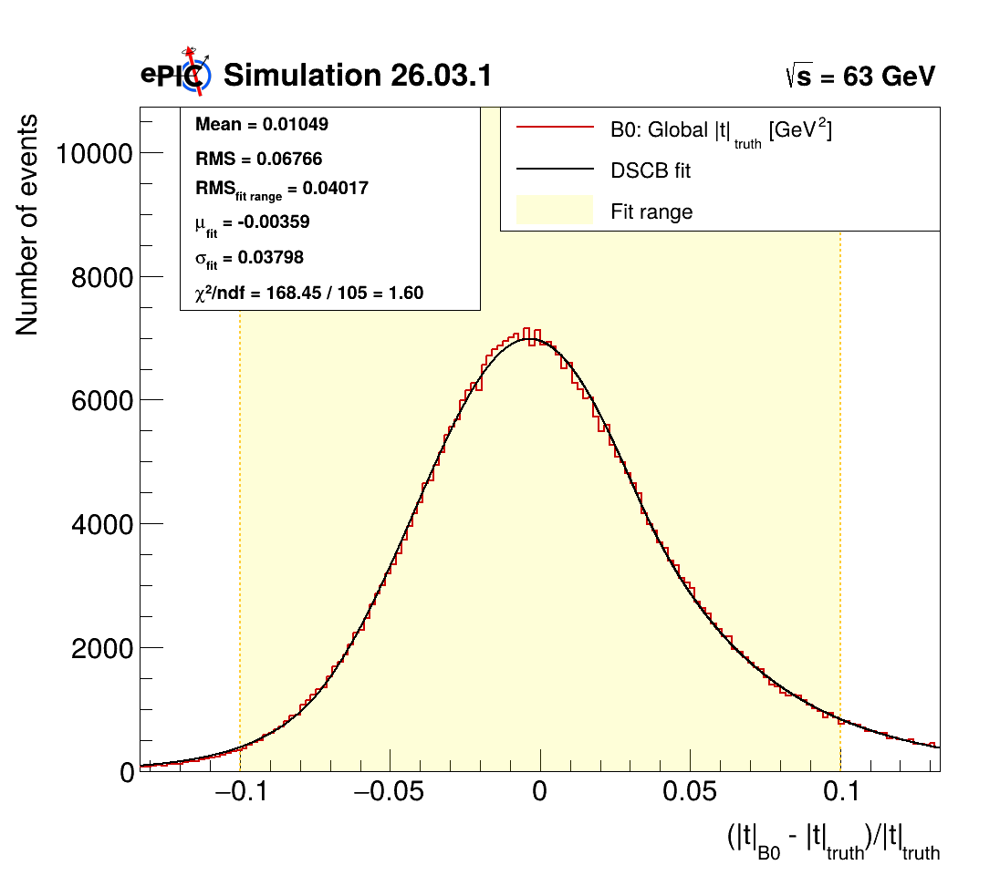 ePIC Simulation 26.03.1
√s = 63 GeV
Mean = 0.01049
RMS = 0.06766
RMS_fit range = 0.04017
μ_fit = -0.00359
σ_fit = 0.03798
χ²/ndf = 168.45 / 105 = 1.60
B0: Global |t|_truth [GeV²]
DSCB fit
Fit range
Number of events
10000
8000
6000
4000
2000
0
−0.1
−0.05
0
0.05
0.1
(|t|_B0 - |t|_truth)/|t|_truth